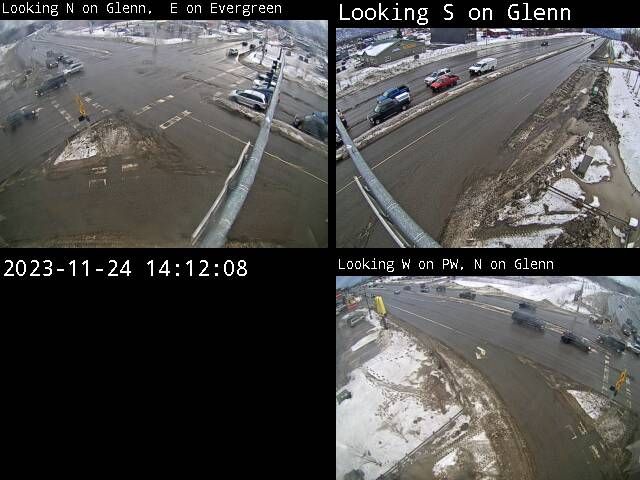 Looking N on Glenn, E on Evergreen
Looking S on Glenn
2023-11-24 14:12:08
Looking W on PW, N on Glenn